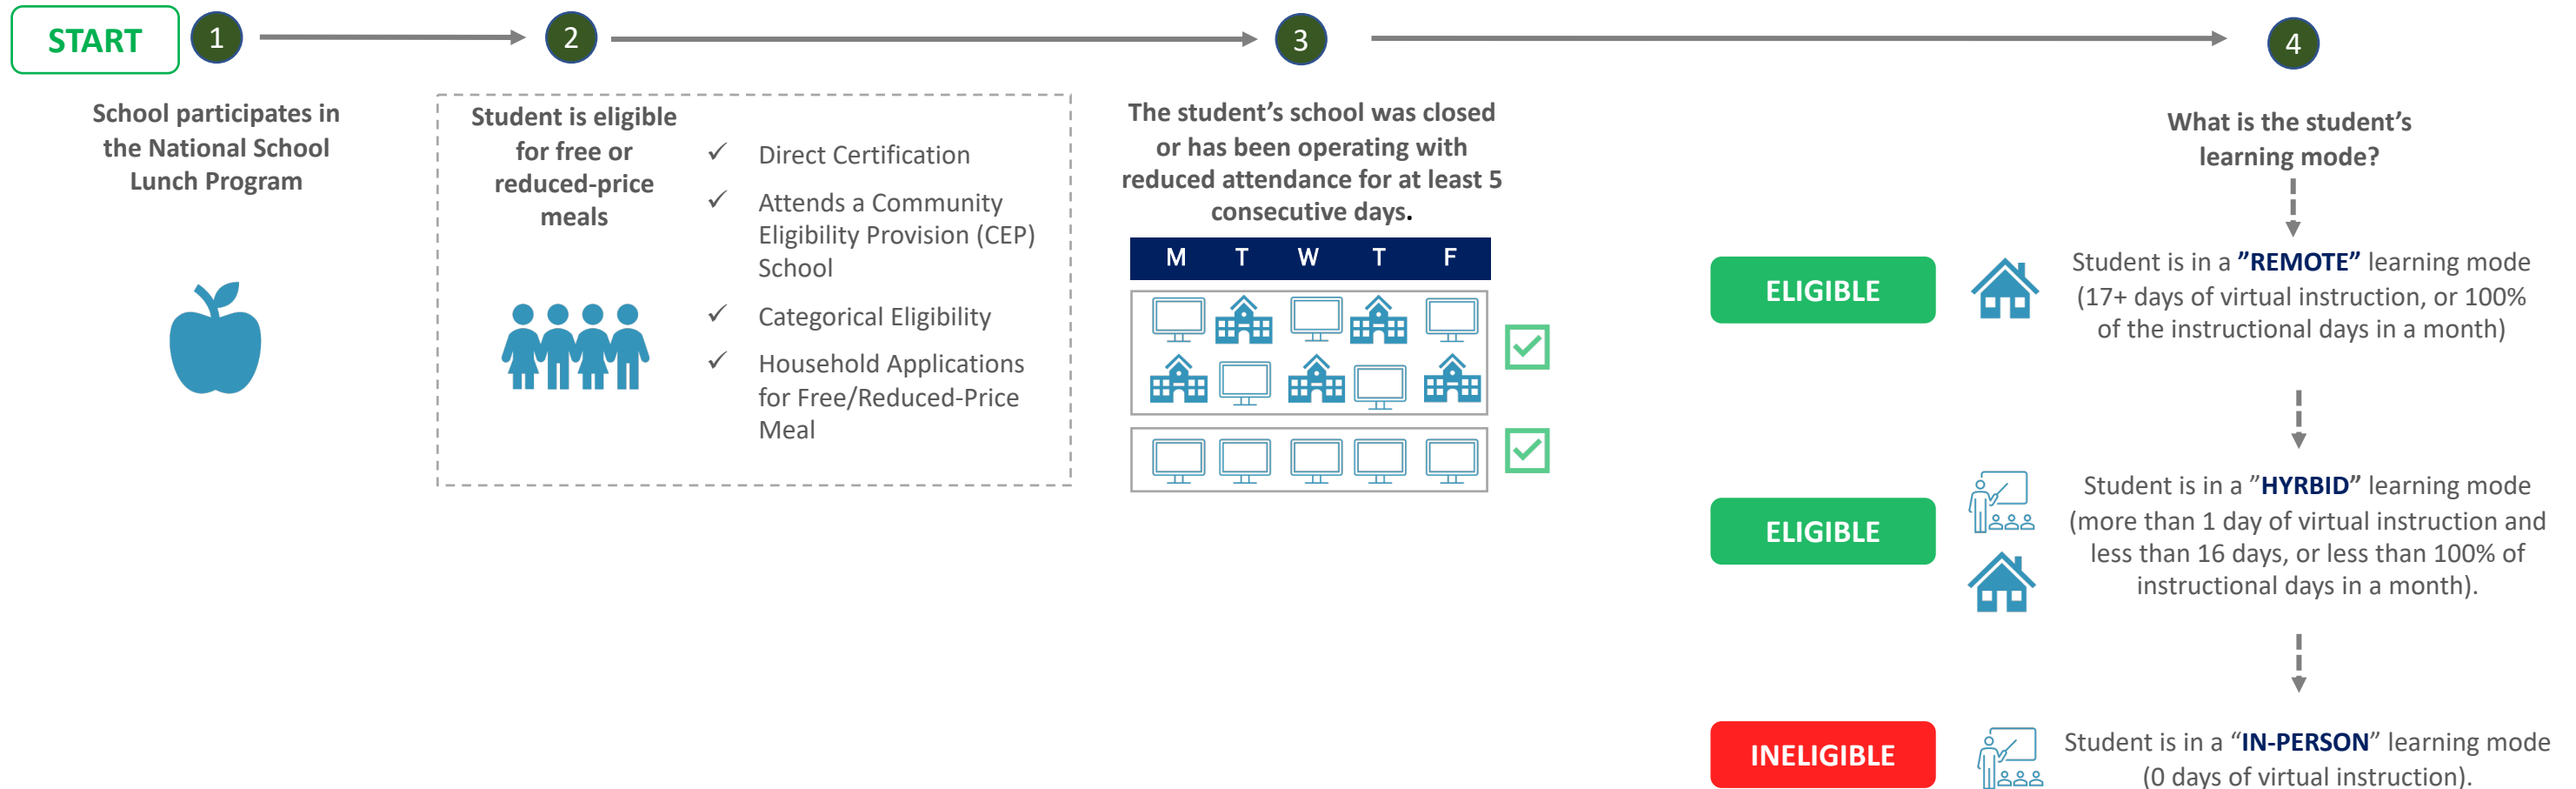 START
1
2
3
4
School participates in
the National School
Lunch Program
Student is eligible
for free or
reduced-price
meals
✓ Direct Certification
✓ Attends a Community
Eligibility Provision (CEP)
School
✓ Categorical Eligibility
✓ Household Applications
for Free/Reduced-Price
Meal
The student’s school was closed
or has been operating with
reduced attendance for at least 5
consecutive days.
M T W T F
What is the student’s
learning mode?
ELIGIBLE
Student is in a ”REMOTE” learning mode
(17+ days of virtual instruction, or 100%
of the instructional days in a month)
ELIGIBLE
Student is in a ”HYRBID” learning mode
(more than 1 day of virtual instruction and
less than 16 days, or less than 100% of
instructional days in a month).
INELIGIBLE
Student is in a “IN-PERSON” learning mode
(0 days of virtual instruction).